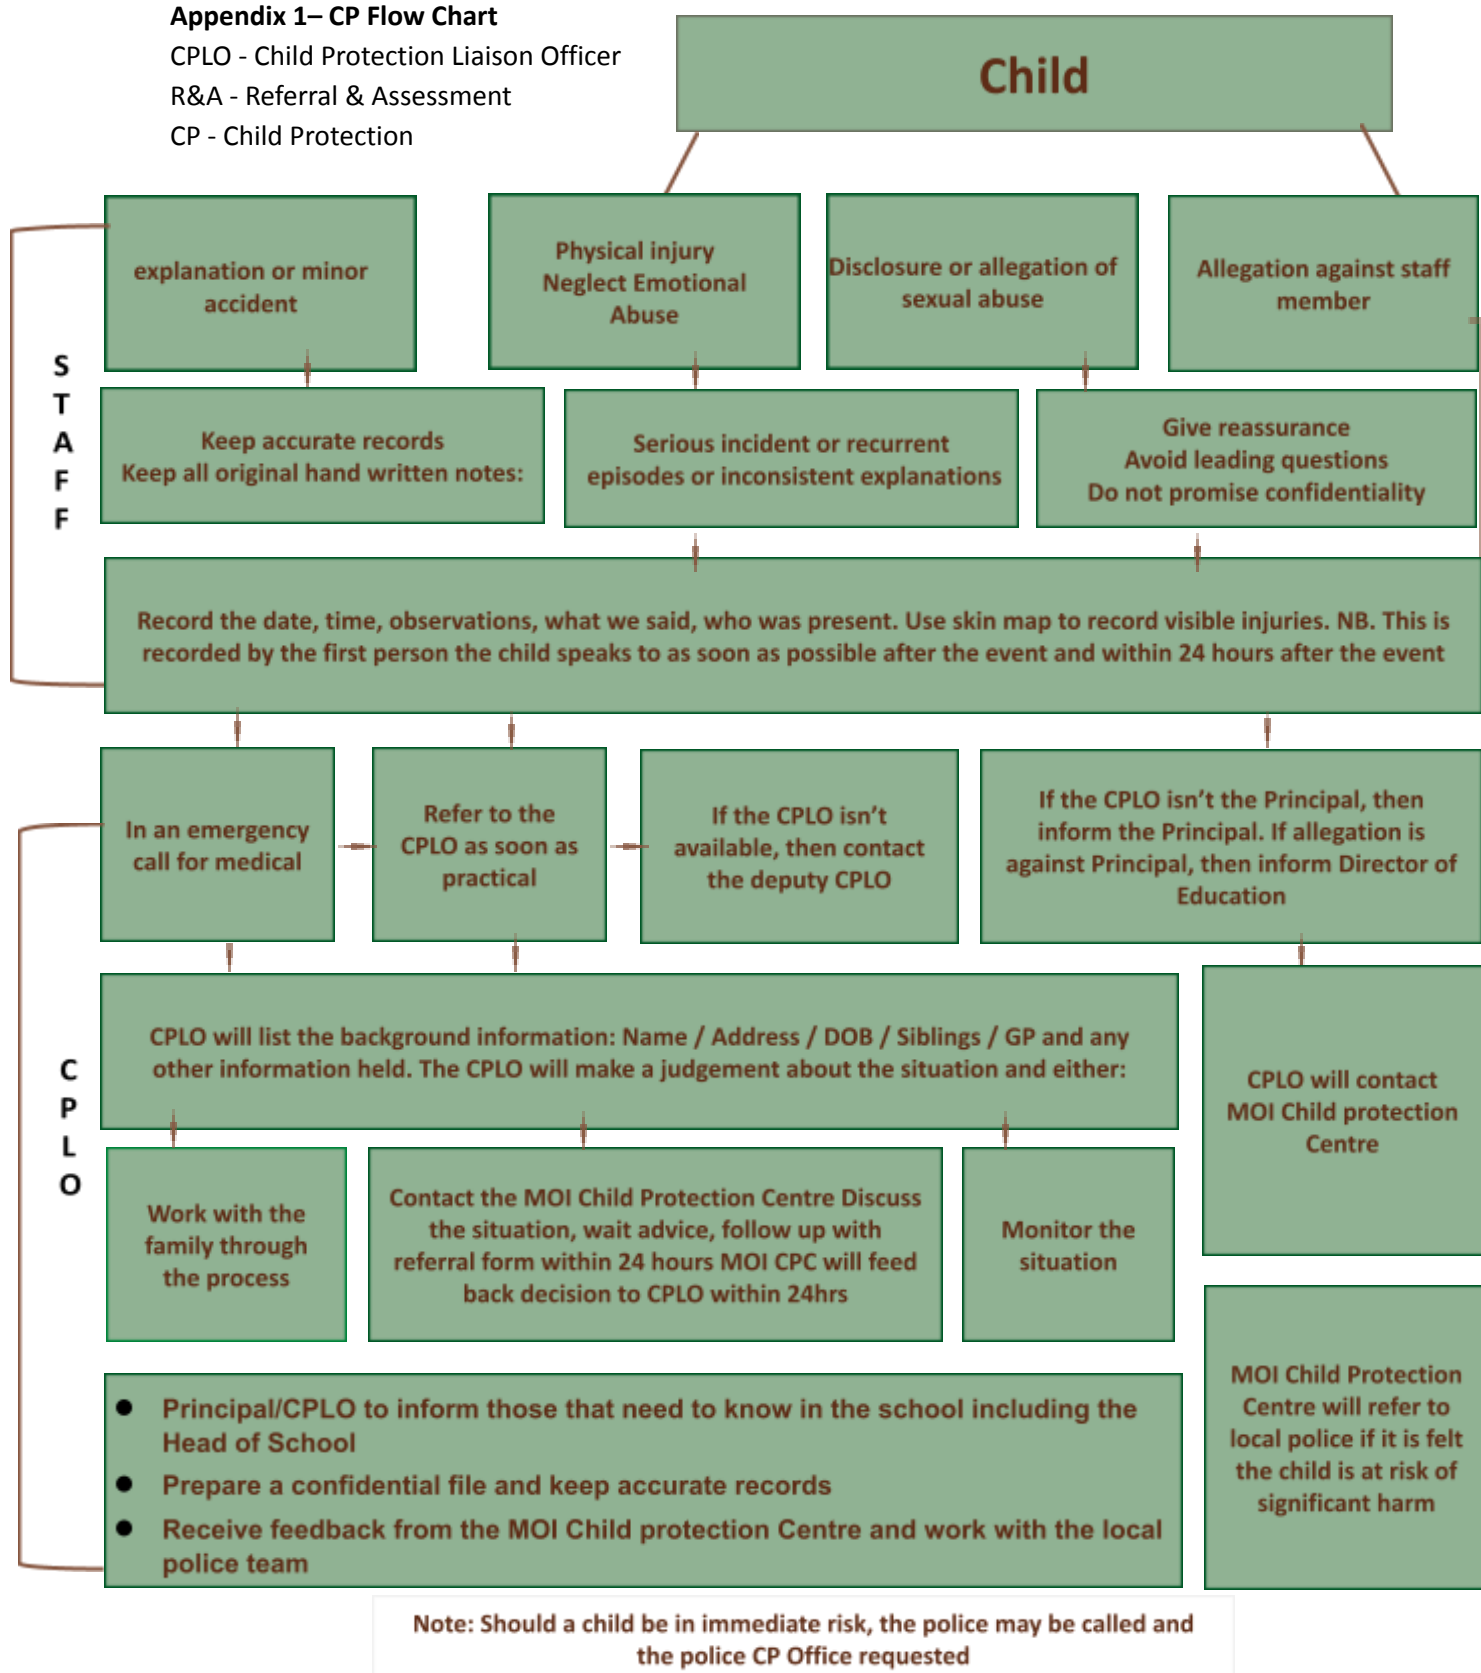 Appendix 1– CP Flow Chart
CPLO - Child Protection Liaison Officer
R&A - Referral & Assessment
CP - Child Protection
Child
explanation or minor
accident
Physical injury
Neglect Emotional
Abuse
Disclosure or allegation of
sexual abuse
Allegation against staff
member
S
T
A
F
F
Keep accurate records
Keep all original hand written notes:
Serious incident or recurrent
episodes or inconsistent explanations
Give reassurance
Avoid leading questions
Do not promise confidentiality
Record the date, time, observations, what we said, who was present. Use skin map to record visible injuries. NB. This is
recorded by the first person the child speaks to as soon as possible after the event and within 24 hours after the event
In an emergency
call for medical
Refer to the
CPLO as soon as
practical
If the CPLO isn't
available, then contact
the deputy CPLO
If the CPLO isn't the Principal, then
inform the Principal. If allegation is
against Principal, then inform Director of
Education
C
P
L
O
CPLO will list the background information: Name / Address / DOB / Siblings / GP and any
other information held. The CPLO will make a judgement about the situation and either:
CPLO will contact
MOI Child protection
Centre
Work with the
family through
the process
Contact the MOI Child Protection Centre Discuss
the situation, wait advice, follow up with
referral form within 24 hours MOI CPC will feed
back decision to CPLO within 24hrs
Monitor the
situation
MOI Child Protection
Centre will refer to
local police if it is felt
the child is at risk of
significant harm
● Principal/CPLO to inform those that need to know in the school including the
Head of School
● Prepare a confidential file and keep accurate records
● Receive feedback from the MOI Child protection Centre and work with the local
police team
Note: Should a child be in immediate risk, the police may be called and
the police CP Office requested